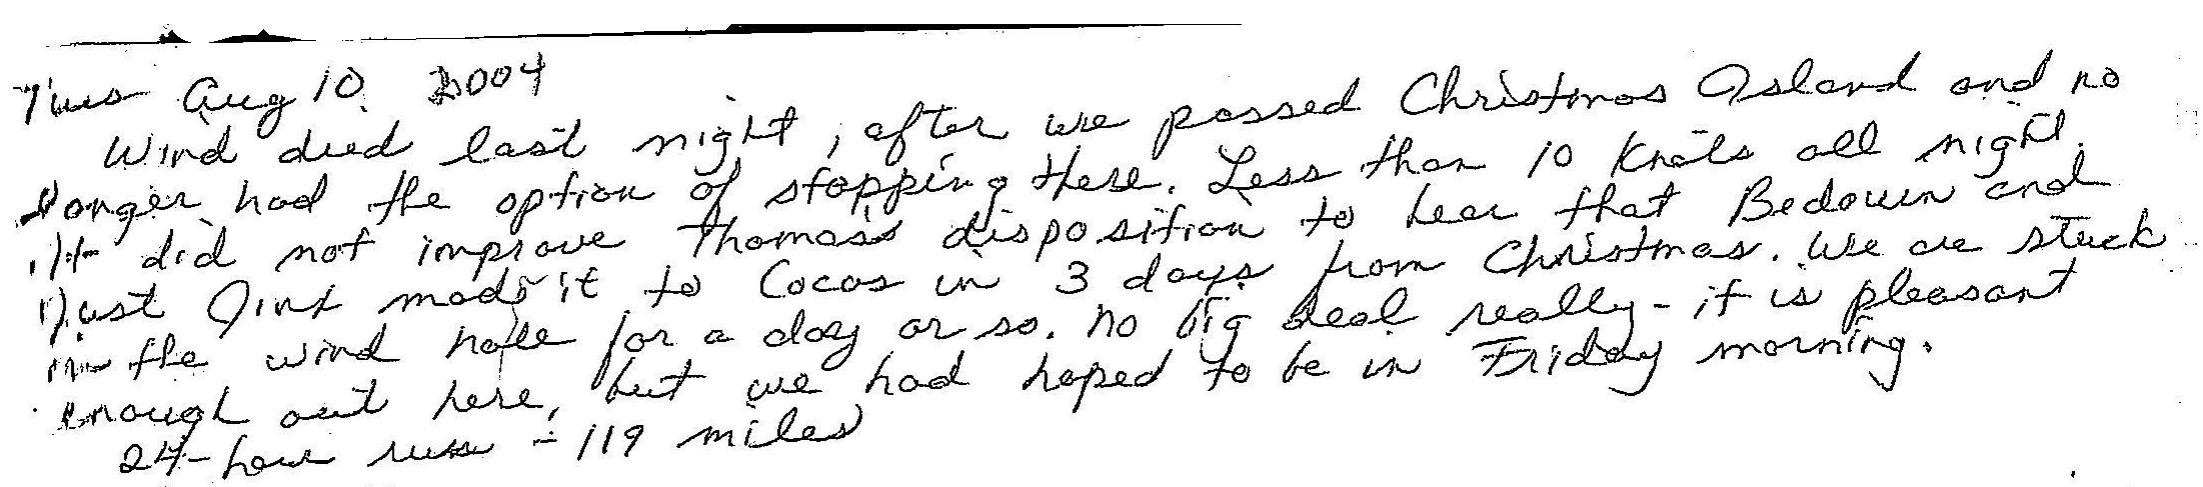 Tues Aug 10, 2004
Wind died last night, after we passed Christmas Island and no
longer had the option of stopping there. Less than 10 knots all night.
It did not improve Thomas's disposition to hear that Bedouin and
Just Jinx made it to Cocos in 3 days from Christmas. We are stuck
in the wind hole for a day or so. No big deal really - it is pleasant
enough out here, but we had hoped to be in Friday morning.
24-hour run - 119 miles